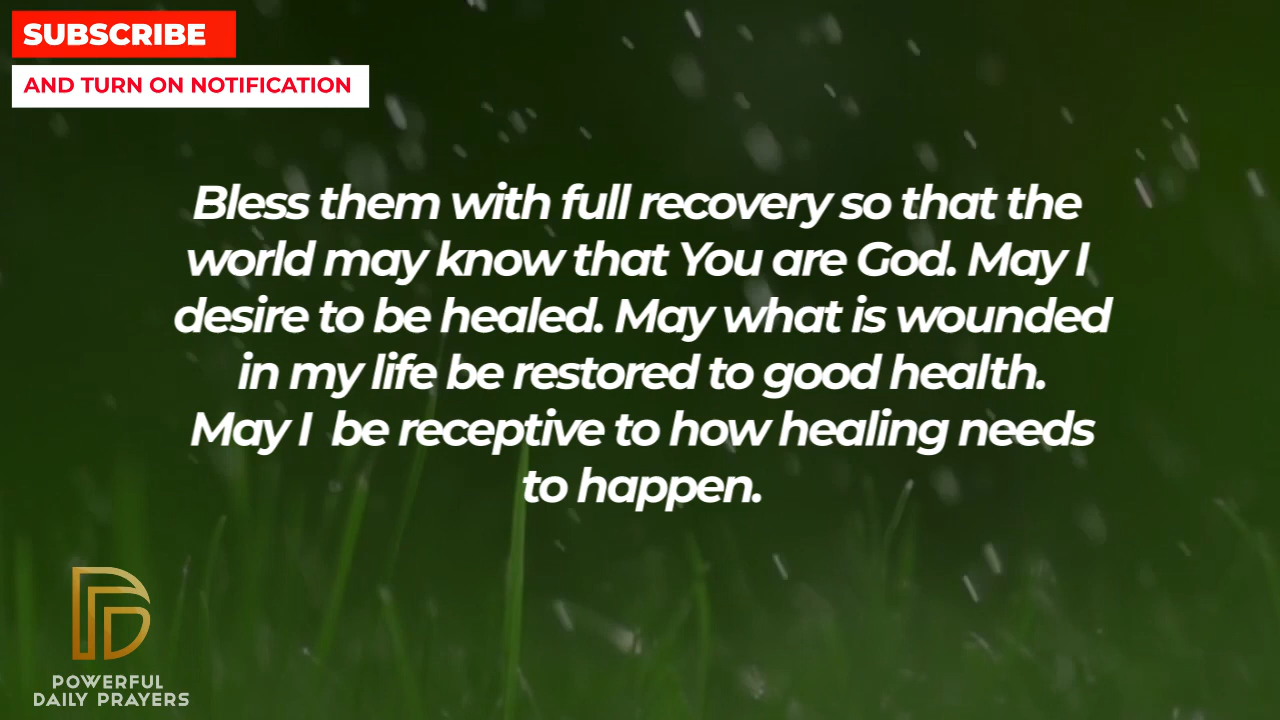 SUBSCRIBE
AND TURN ON NOTIFICATION
Bless them with full recovery so that the
world may know that You are God. May I
desire to be healed. May what is wounded
in my life be restored to good health.
May I  be receptive to how healing needs
to happen.
POWERFUL
DAILY PRAYERS